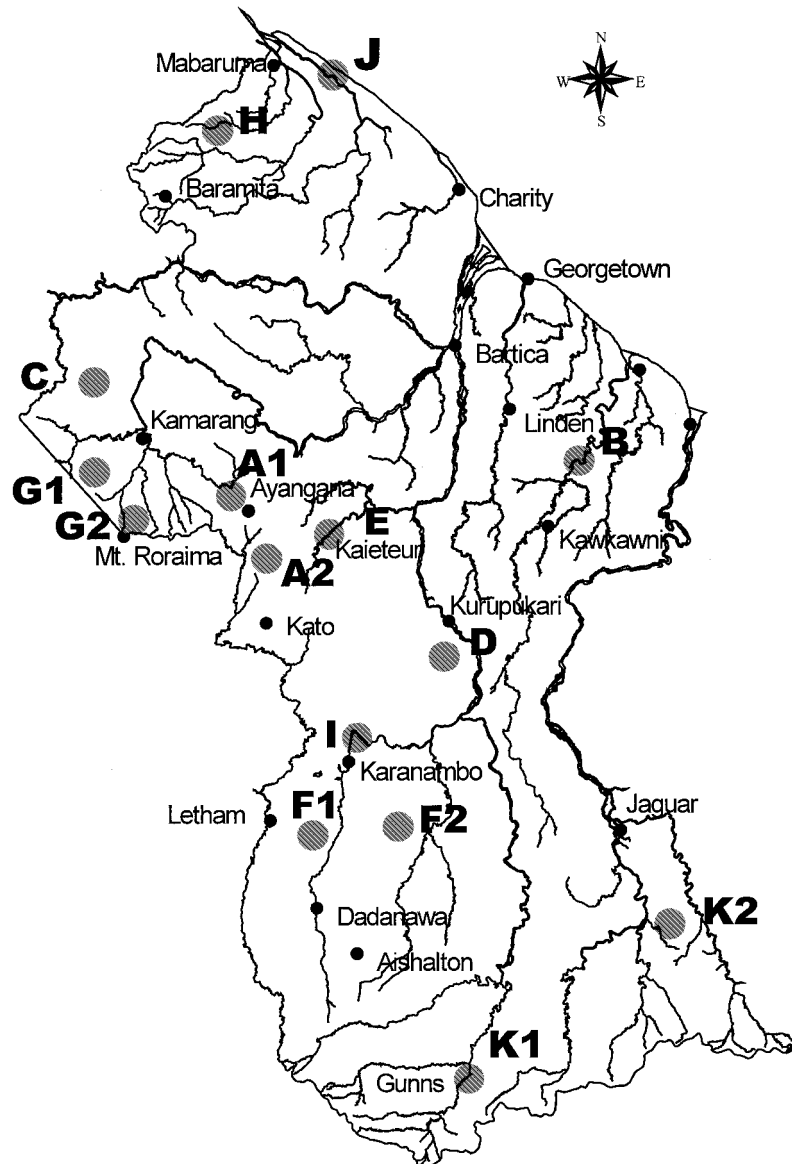 N
W E
S
Mabaruma
J
H
Baramita
Charity
Georgetown
Bartica
C
Kamarang
Linden
B
A1
G1
Ayangana
G2
E
Mt. Roraima
Kaieteur
Kawkawni
A2
Kurupukari
Kato
D
I
Karanambo
Letham
F1
F2
Jaguar
Dadanawa
K2
Aishalton
K1
Gunns